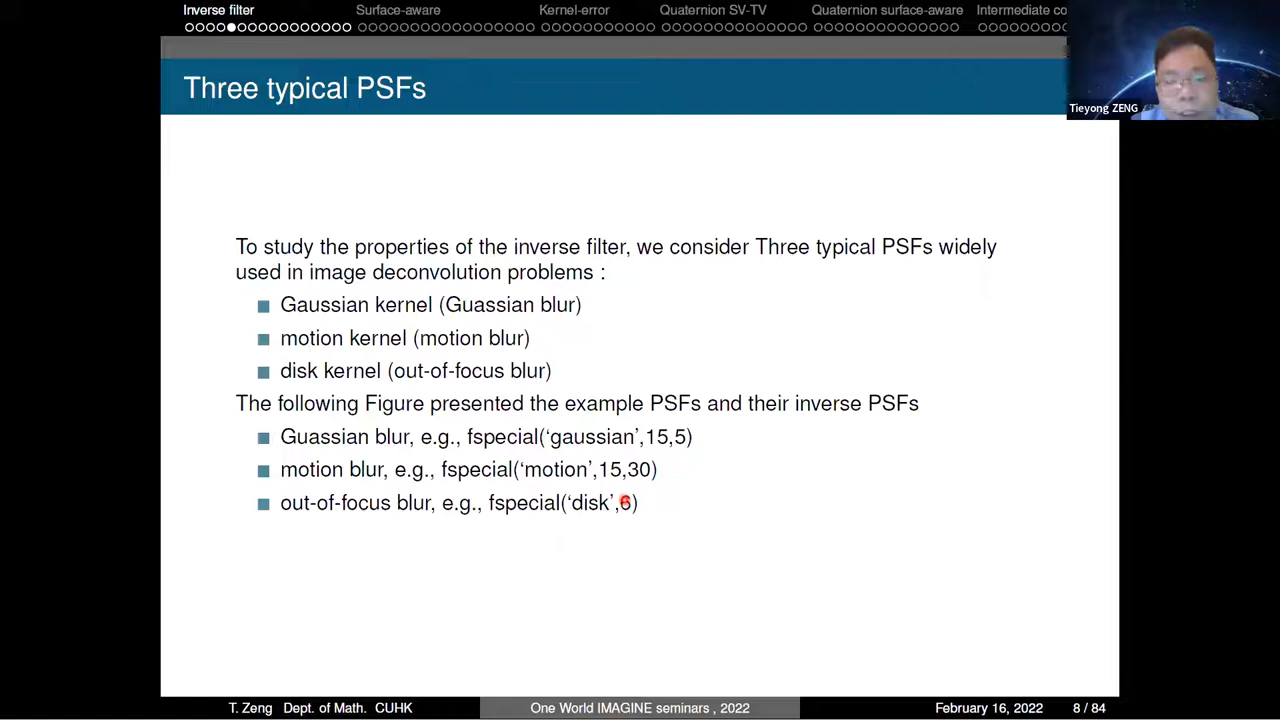 Inverse filter Surface-aware Kernel-error Quaternion SV-TV Quaternion surface-aware Intermediate co
Three typical PSFs
Tieyong ZENG
To study the properties of the inverse filter, we consider Three typical PSFs widely
used in image deconvolution problems :
Gaussian kernel (Guassian blur)
motion kernel (motion blur)
disk kernel (out-of-focus blur)
The following Figure presented the example PSFs and their inverse PSFs
Guassian blur, e.g., fspecial(‘gaussian’,15,5)
motion blur, e.g., fspecial(‘motion’,15,30)
out-of-focus blur, e.g., fspecial(‘disk’,6)
T. Zeng Dept. of Math. CUHK One World IMAGINE seminars , 2022 February 16, 2022 8 / 84